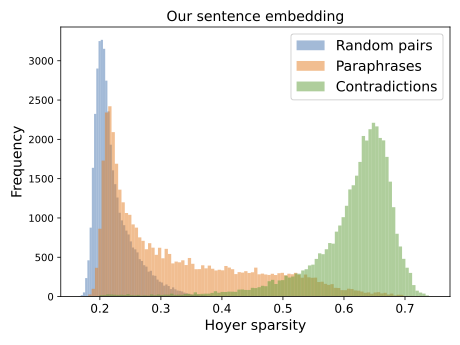 Our sentence embedding
Random pairs
Paraphrases
Contradictions
Frequency
3000
2500
2000
1500
1000
500
0
0.2 0.3 0.4 0.5 0.6 0.7
Hoyer sparsity